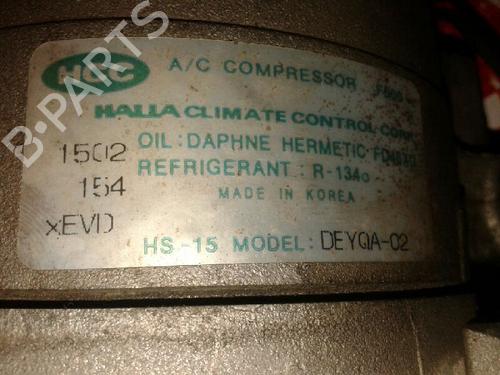 B-PARTS
HCC
A/C COMPRESSOR
HALLA CLIMATE CONTROL CORP.
1502
OIL : DAPHNE HERMETIC
154
REFRIGERANT : R-134a
MADE IN KOREA
xEVD
HS-15 MODEL: DEYQA-02